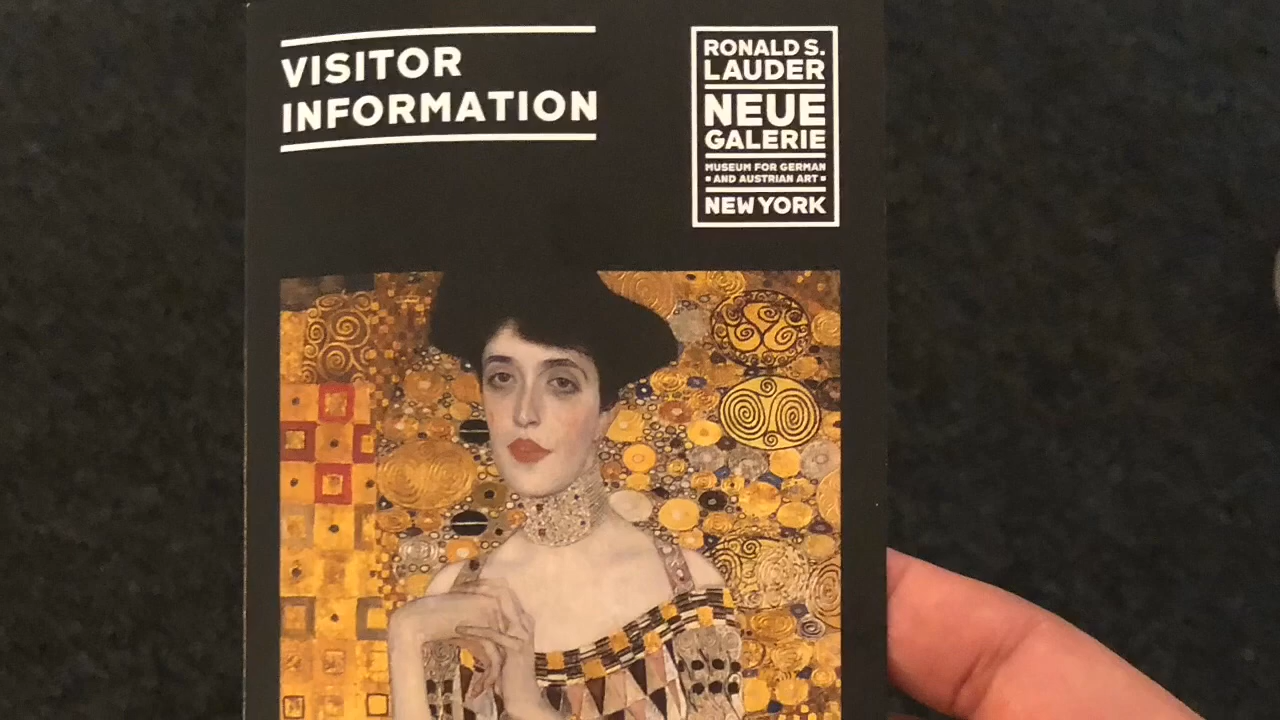 VISITOR
INFORMATION
RONALD S.
LAUDER
NEUE
GALERIE
MUSEUM FOR GERMAN
▪ AND AUSTRIAN ART ▪
NEW YORK